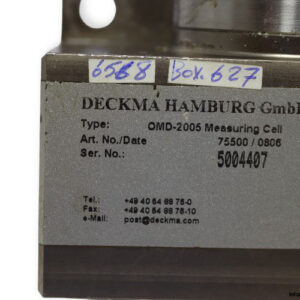 6568 Box.627
DECKMA HAMBURG GmbH
Type: OMD-2005 Measuring Cell
Art. No./Date 75500 / 0806
Ser. No.: 5004407
Tel.: +49 40 54 88 76-0
Fax: +49 40 54 88 76-10
e-Mail: post@deckma.com